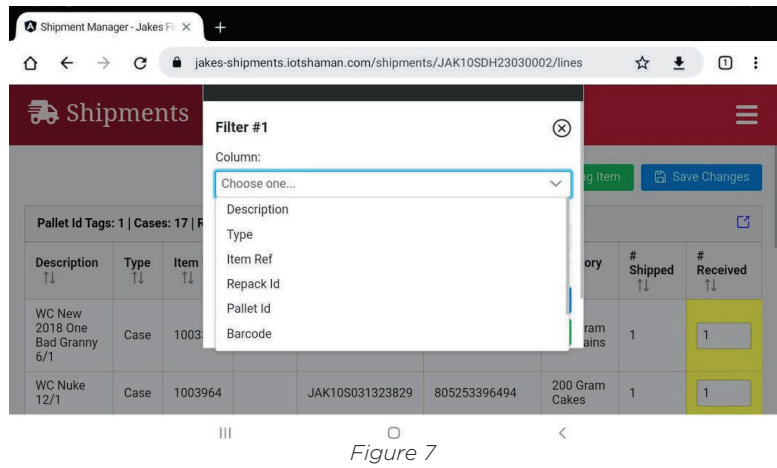 Shipment Manager - Jakes Fi
jakes-shipments.iotshaman.com/shipments/JAK10SDH23030002/lines
1
Shipments
Filter #1
Column:
Choose one...
Description
Type
Item Ref
Repack Id
Pallet Id
Barcode
g Item
Save Changes
Pallet Id Tags: 1 | Cases: 17 | R
Description
Type
Item
ory
#
Shipped
#
Received
WC New
2018 One
Bad Granny
6/1
Case
1003
ram
ains
1
1
WC Nuke
12/1
Case
1003964
JAK10S031323829
805253396494
200 Gram
Cakes
1
1
Figure 7